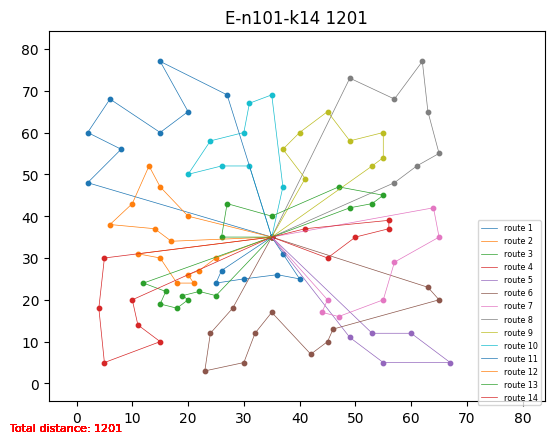 E-n101-k14 1201
80
70
60
50
40
30
20
10
0
0 10 20 30 40 50 60 70 80
route 1
route 2
route 3
route 4
route 5
route 6
route 7
route 8
route 9
route 10
route 11
route 12
route 13
route 14
Total distance: 1201